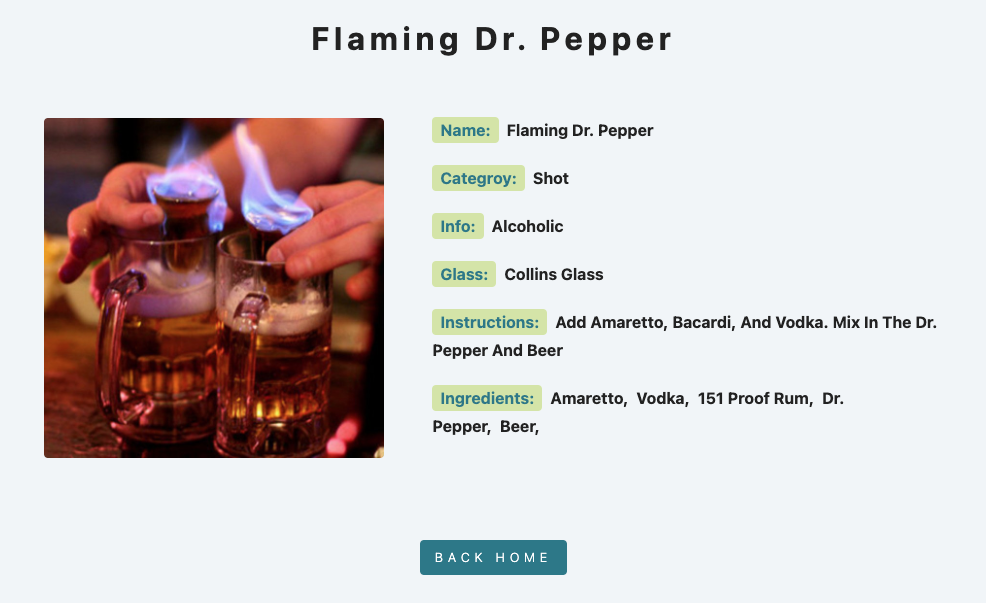 Flaming Dr. Pepper
Name: Flaming Dr. Pepper
Categroy: Shot
Info: Alcoholic
Glass: Collins Glass
Instructions: Add Amaretto, Bacardi, And Vodka. Mix In The Dr.
Pepper And Beer
Ingredients: Amaretto, Vodka, 151 Proof Rum, Dr.
Pepper, Beer,
BACK HOME